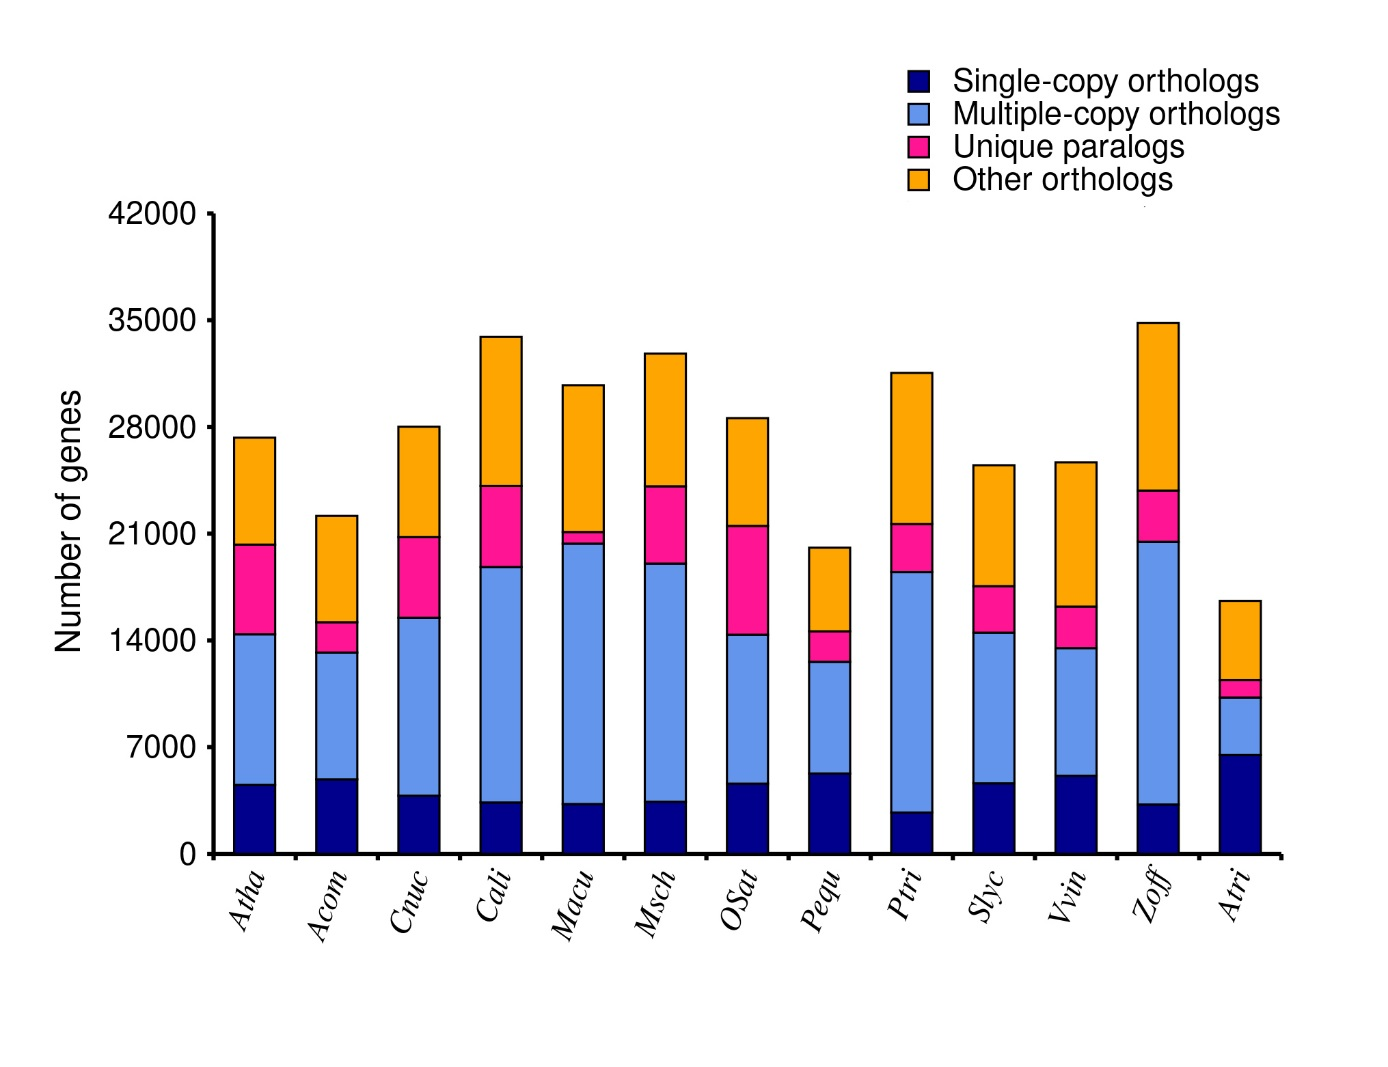 Single-copy orthologs
Multiple-copy orthologs
Unique paralogs
Other orthologs
42000
35000
28000
21000
14000
7000
0
Number of genes
Atha
Acom
Cnuc
Cali
Macu
Msch
OSat
Pequ
Ptri
Slyc
Vvin
Zoff
Atri